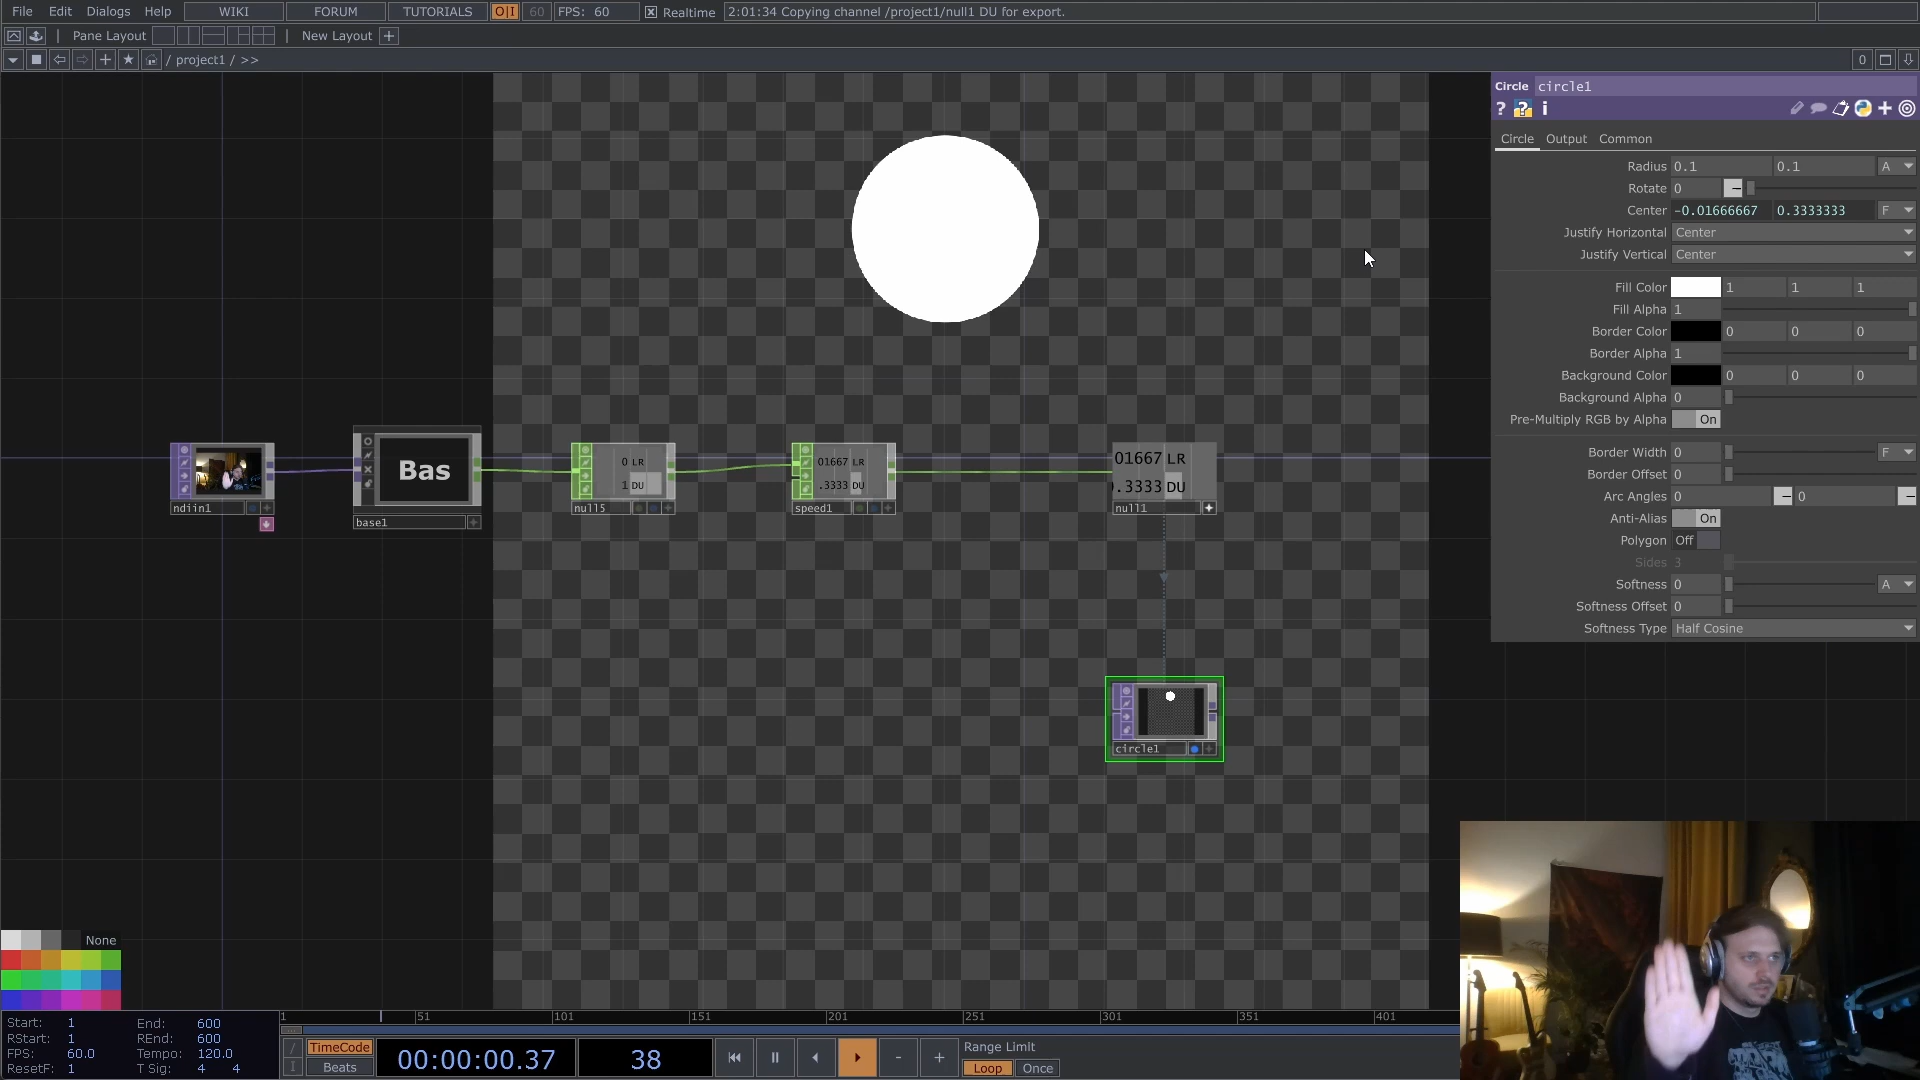 File Edit Dialogs Help WIKI FORUM TUTORIALS O|I 60 FPS: 60 Realtime 2:01:34 Copying channel /project1/null1 DU for export.
Pane Layout New Layout
/ project1 / >> 0
Circle circle1
? ? i
Circle Output Common
Radius 0.1 0.1 A
Rotate 0
Center -0.01666667 0.3333333 F
Justify Horizontal Center
Justify Vertical Center
Fill Color 1 1 1
Fill Alpha 1
Border Color 0 0 0
Border Alpha 1
Background Color 0 0 0
Background Alpha 0
Pre-Multiply RGB by Alpha On
Border Width 0 F
Border Offset 0
Arc Angles 0 0
Anti-Alias On
Polygon Off
Sides 3
Softness 0 A
Softness Offset 0
Softness Type Half Cosine
ndiin1
Bas
base1
0 LR
1 DU
null5
01667 LR
.3333 DU
speed1
01667 LR
.3333 DU
null1
circle1
None
Start: 1 End: 600
RStart: 1 REnd: 600
FPS: 60.0 Tempo: 120.0
ResetF: 1 T Sig: 4 4
1 51 101 151 201 251 301 351 401
TimeCode
Beats
00:00:00.37 38
Range Limit
Loop Once